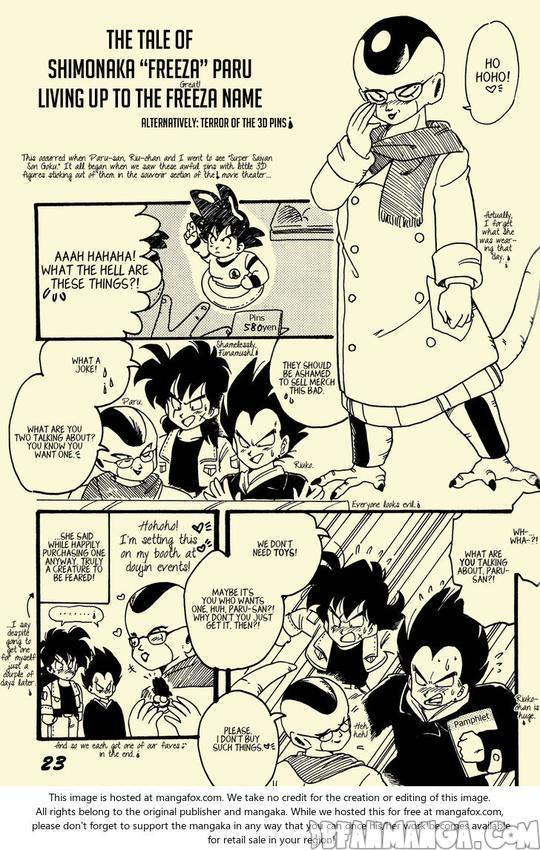 THE TALE OF
SHIMONAKA "FREEZA" PARU
Great!
LIVING UP TO THE FREEZA NAME
ALTERNATIVELY: TERROR OF THE 3D PINS
HO
HOHO!
This occurred when Paru-san, Riu-chan and I went to see "Super Saiyan
Son Goku." It all began when we saw these awful pins with little 3D
figures sticking out of them in the souvenir section of the movie theater...
Actually,
I forget
what she
was wear-
ing that
day.
AAAH HAHAHA!
WHAT THE HELL ARE
THESE THINGS?!
Pins
580yen
WHAT A
JOKE!
Shamelessly,
Funamushi
THEY SHOULD
BE ASHAMED
TO SELL MERCH
THIS BAD.
Paru.
WHAT ARE YOU
TWO TALKING ABOUT?
YOU KNOW YOU
WANT ONE.
Riuko.
Everyone looks evil.
WH-...
WHA-?!
WHAT ARE
YOU TALKING
ABOUT, PARU-
SAN?!
WE DON'T
NEED TOYS!
MAYBE IT'S
YOU WHO WANTS
ONE, HUH, PARU-SAN?!
WHY DON'T YOU JUST
GET IT, THEN?!
Riuko-
chan is
huge.
Pamphlet
Heh
heh!
PLEASE.
I DON'T BUY
SUCH THINGS.
...SHE SAID
WHILE HAPPILY
PURCHASING ONE
ANYWAY. TRULY
A CREATURE TO
BE FEARED!
Hohoho!
I'm setting this
on my booth at
doujin events!
........
...I say
despite
going to
get one
for myself
just a
couple of
days later.
And so we each got one of our faves
in the end.
23
This image is hosted at mangafox.com. We take no credit for the creation or editing of this image.
All rights belong to the original publisher and mangaka. While we hosted this for free at mangafox.com,
please don't forget to support the mangaka in any way that you can once his/her work becomes available
for retail sale in your region!
DBFANMANGA.COM